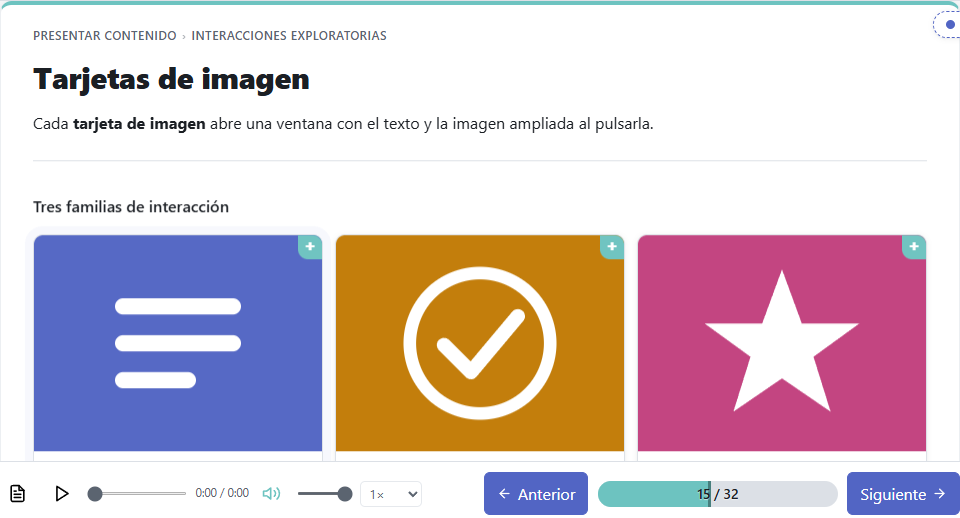 PRESENTAR CONTENIDO › INTERACCIONES EXPLORATORIAS
Tarjetas de imagen
Cada tarjeta de imagen abre una ventana con el texto y la imagen ampliada al pulsarla.
Tres familias de interacción
+ + +
0:00 / 0:00 1× ← Anterior 15 / 32 Siguiente →